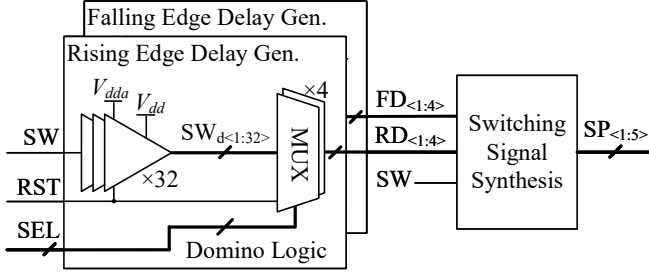 Falling Edge Delay Gen.
Rising Edge Delay Gen.
Vdda
Vdd
×4
SW
SWd<1:32>
MUX
×32
RST
SEL
Domino Logic
FD<1:4>
RD<1:4>
SW
Switching
Signal
Synthesis
SP<1:5>